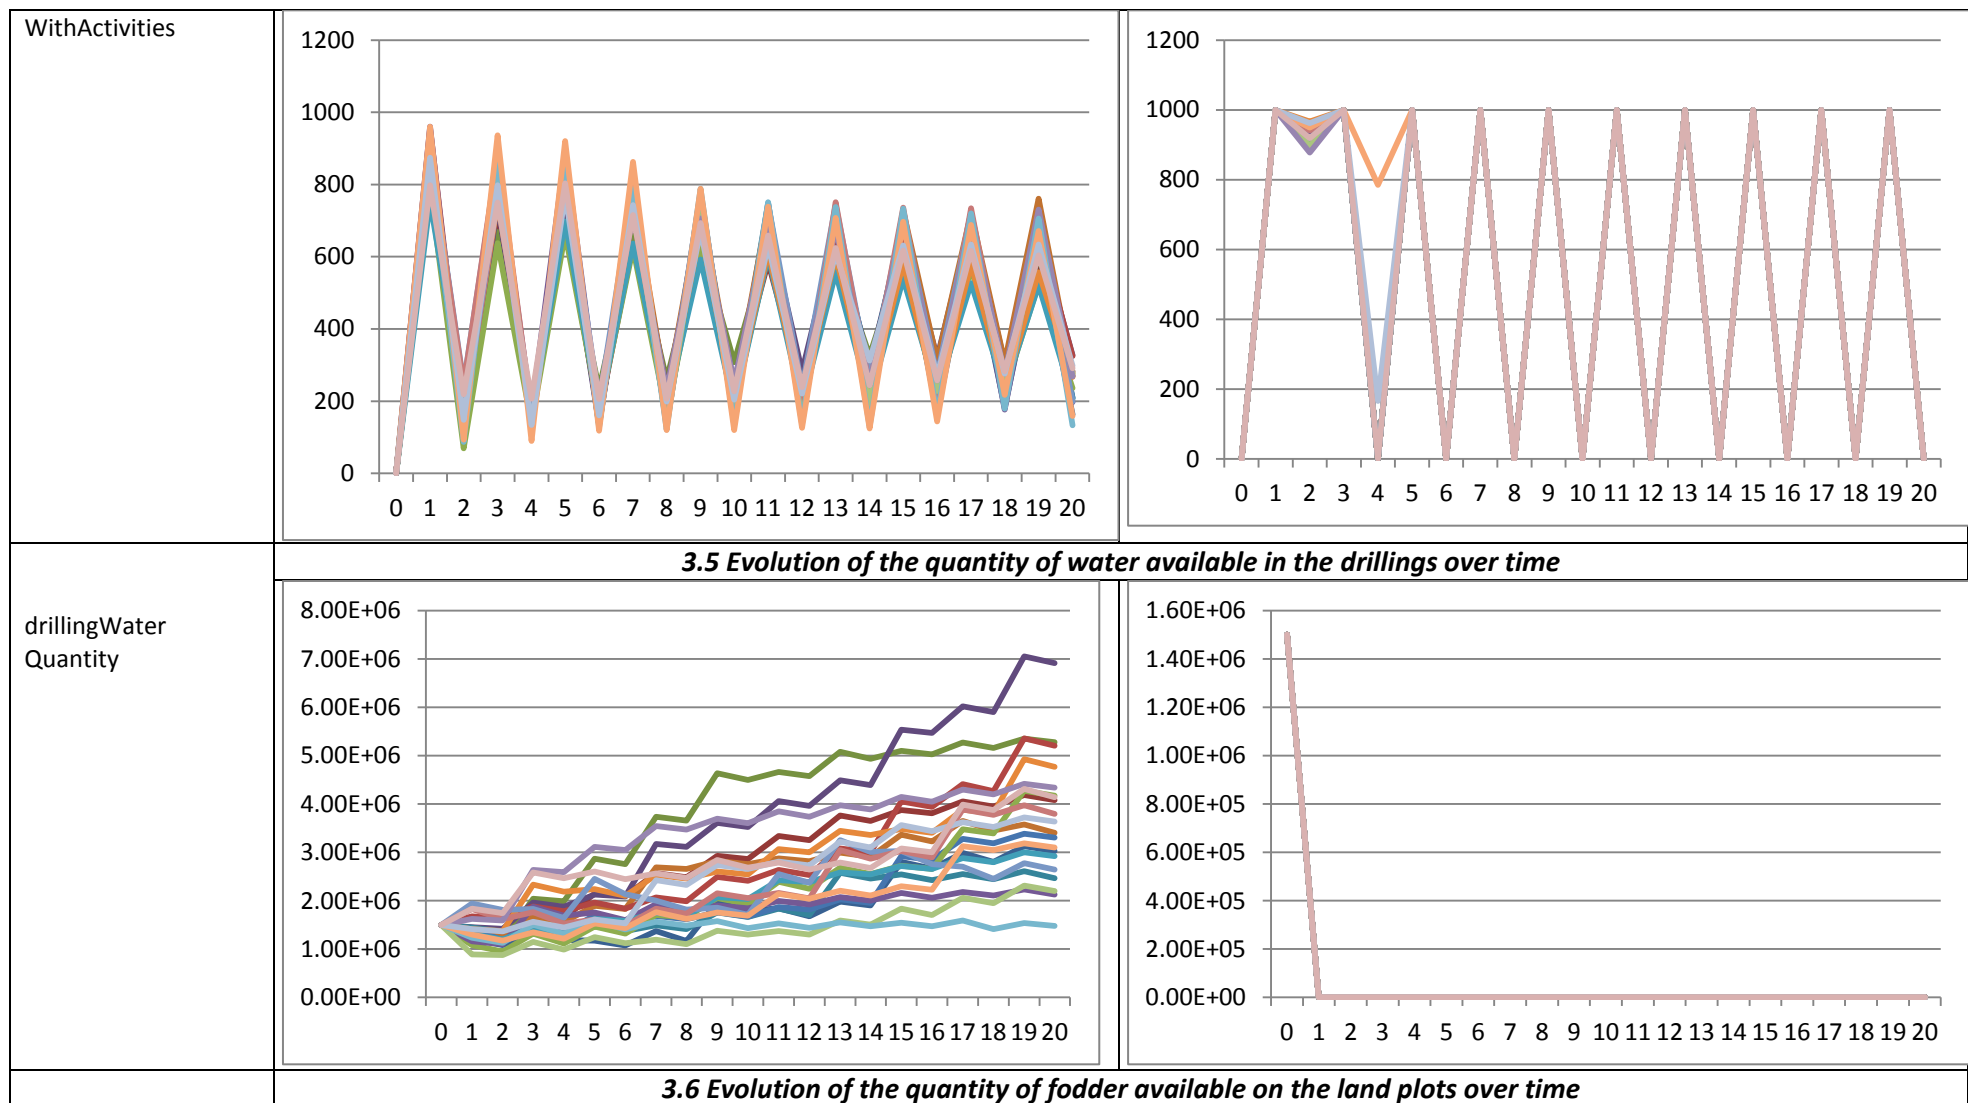 WithActivities
1200
1000
800
600
400
200
0
0 1 2 3 4 5 6 7 8 9 10 11 12 13 14 15 16 17 18 19 20
1200
1000
800
600
400
200
0
0 1 2 3 4 5 6 7 8 9 10 11 12 13 14 15 16 17 18 19 20
3.5 Evolution of the quantity of water available in the drillings over time
drillingWater
Quantity
8.00E+06
7.00E+06
6.00E+06
5.00E+06
4.00E+06
3.00E+06
2.00E+06
1.00E+06
0.00E+00
0 1 2 3 4 5 6 7 8 9 10 11 12 13 14 15 16 17 18 19 20
1.60E+06
1.40E+06
1.20E+06
1.00E+06
8.00E+05
6.00E+05
4.00E+05
2.00E+05
0.00E+00
0 1 2 3 4 5 6 7 8 9 10 11 12 13 14 15 16 17 18 19 20
3.6 Evolution of the quantity of fodder available on the land plots over time